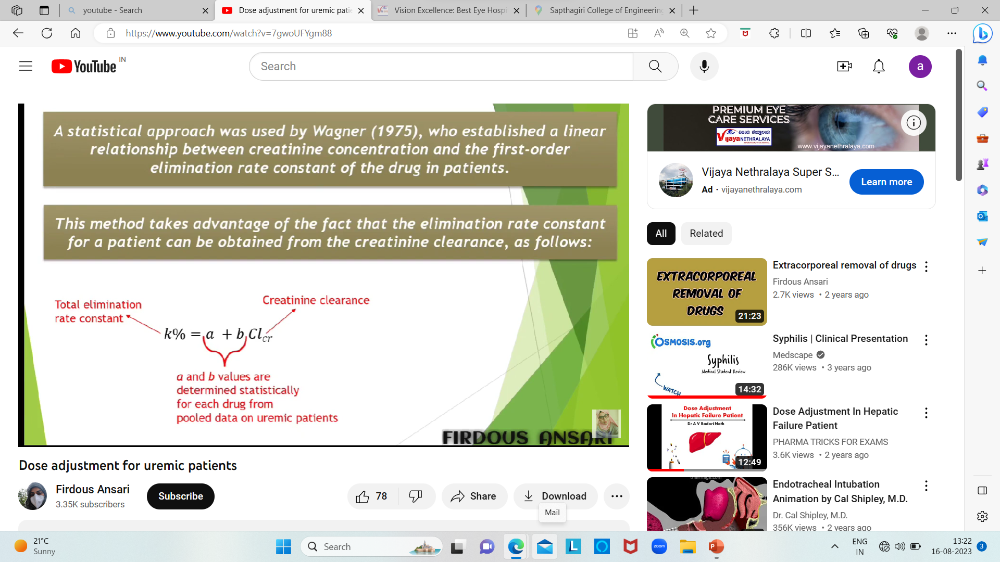 youtube - Search
Dose adjustment for uremic patie
Vision Excellence: Best Eye Hospi
Sapthagiri College of Engineering
https://www.youtube.com/watch?v=7gwoUFYgm88
YouTube IN
Search
a
A statistical approach was used by Wagner (1975), who established a linear
relationship between creatinine concentration and the first-order
elimination rate constant of the drug in patients.
This method takes advantage of the fact that the elimination rate constant
for a patient can be obtained from the creatinine clearance, as follows:
Total elimination
rate constant
Creatinine clearance
k% = a + b Cl_cr
a and b values are
determined statistically
for each drug from
pooled data on uremic patients
FIRDOUS ANSARI
Dose adjustment for uremic patients
Firdous Ansari
3.35K subscribers
Subscribe
78
Share
Download
Mail
PREMIUM EYE
CARE SERVICES
ವಿಜಯ ನೇತ್ರಾಲಯ
VIJAYA NETHRALAYA
www.vijayanethralaya.com
Vijaya Nethralaya Super S...
Ad · vijayanethralaya.com
Learn more
All
Related
EXTRACORPOREAL
REMOVAL OF
DRUGS
21:23
Extracorporeal removal of drugs
Firdous Ansari
2.7K views • 2 years ago
OSMOSIS.org
Syphilis
Medical Student Review
WATCH
14:32
Syphilis | Clinical Presentation
Medscape
286K views • 3 years ago
Dose Adjustment
In Hepatic Failure Patient
Dr A V Badari Nath
12:49
Dose Adjustment In Hepatic
Failure Patient
PHARMA TRICKS FOR EXAMS
3.6K views • 2 years ago
Endotracheal Intubation
Animation by Cal Shipley, M.D.
Dr. Cal Shipley, M.D.
356K views • 2 years ago
21°C
Sunny
Search
L
zoom
ENG
IN
13:22
16-08-2023
3